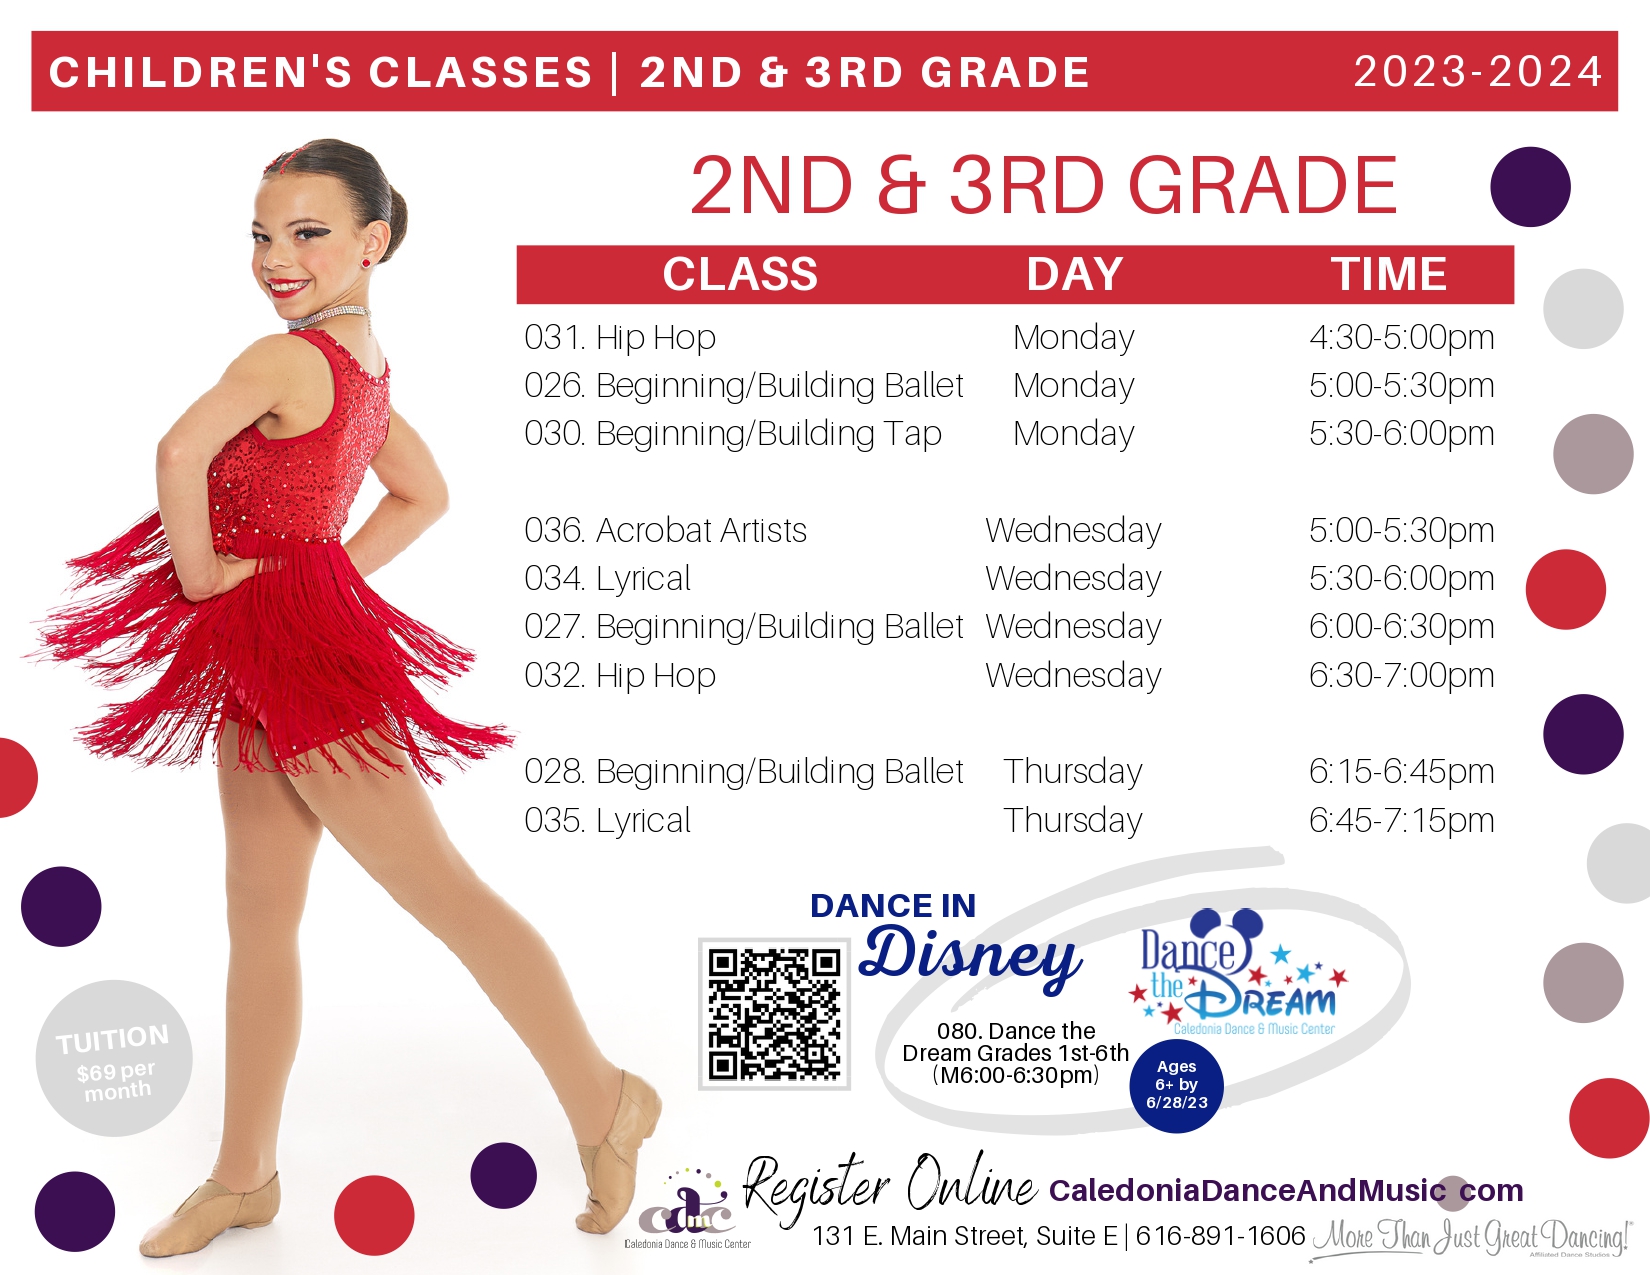 CHILDREN'S CLASSES | 2ND & 3RD GRADE 2023-2024
2ND & 3RD GRADE
CLASS DAY TIME
031. Hip Hop Monday 4:30-5:00pm
026. Beginning/Building Ballet Monday 5:00-5:30pm
030. Beginning/Building Tap Monday 5:30-6:00pm
036. Acrobat Artists Wednesday 5:00-5:30pm
034. Lyrical Wednesday 5:30-6:00pm
027. Beginning/Building Ballet Wednesday 6:00-6:30pm
032. Hip Hop Wednesday 6:30-7:00pm
028. Beginning/Building Ballet Thursday 6:15-6:45pm
035. Lyrical Thursday 6:45-7:15pm
DANCE IN
Disney
080. Dance the
Dream Grades 1st-6th
(M6:00-6:30pm)
Dance
the DREAM
Caledonia Dance & Music Center
Ages
6+ by
6/28/23
TUITION
$69 per
month
cdmc
Caledonia Dance & Music Center
Register Online CaledoniaDanceAndMusic com
131 E. Main Street, Suite E | 616-891-1606
More Than Just Great Dancing!
Affiliated Dance Studios